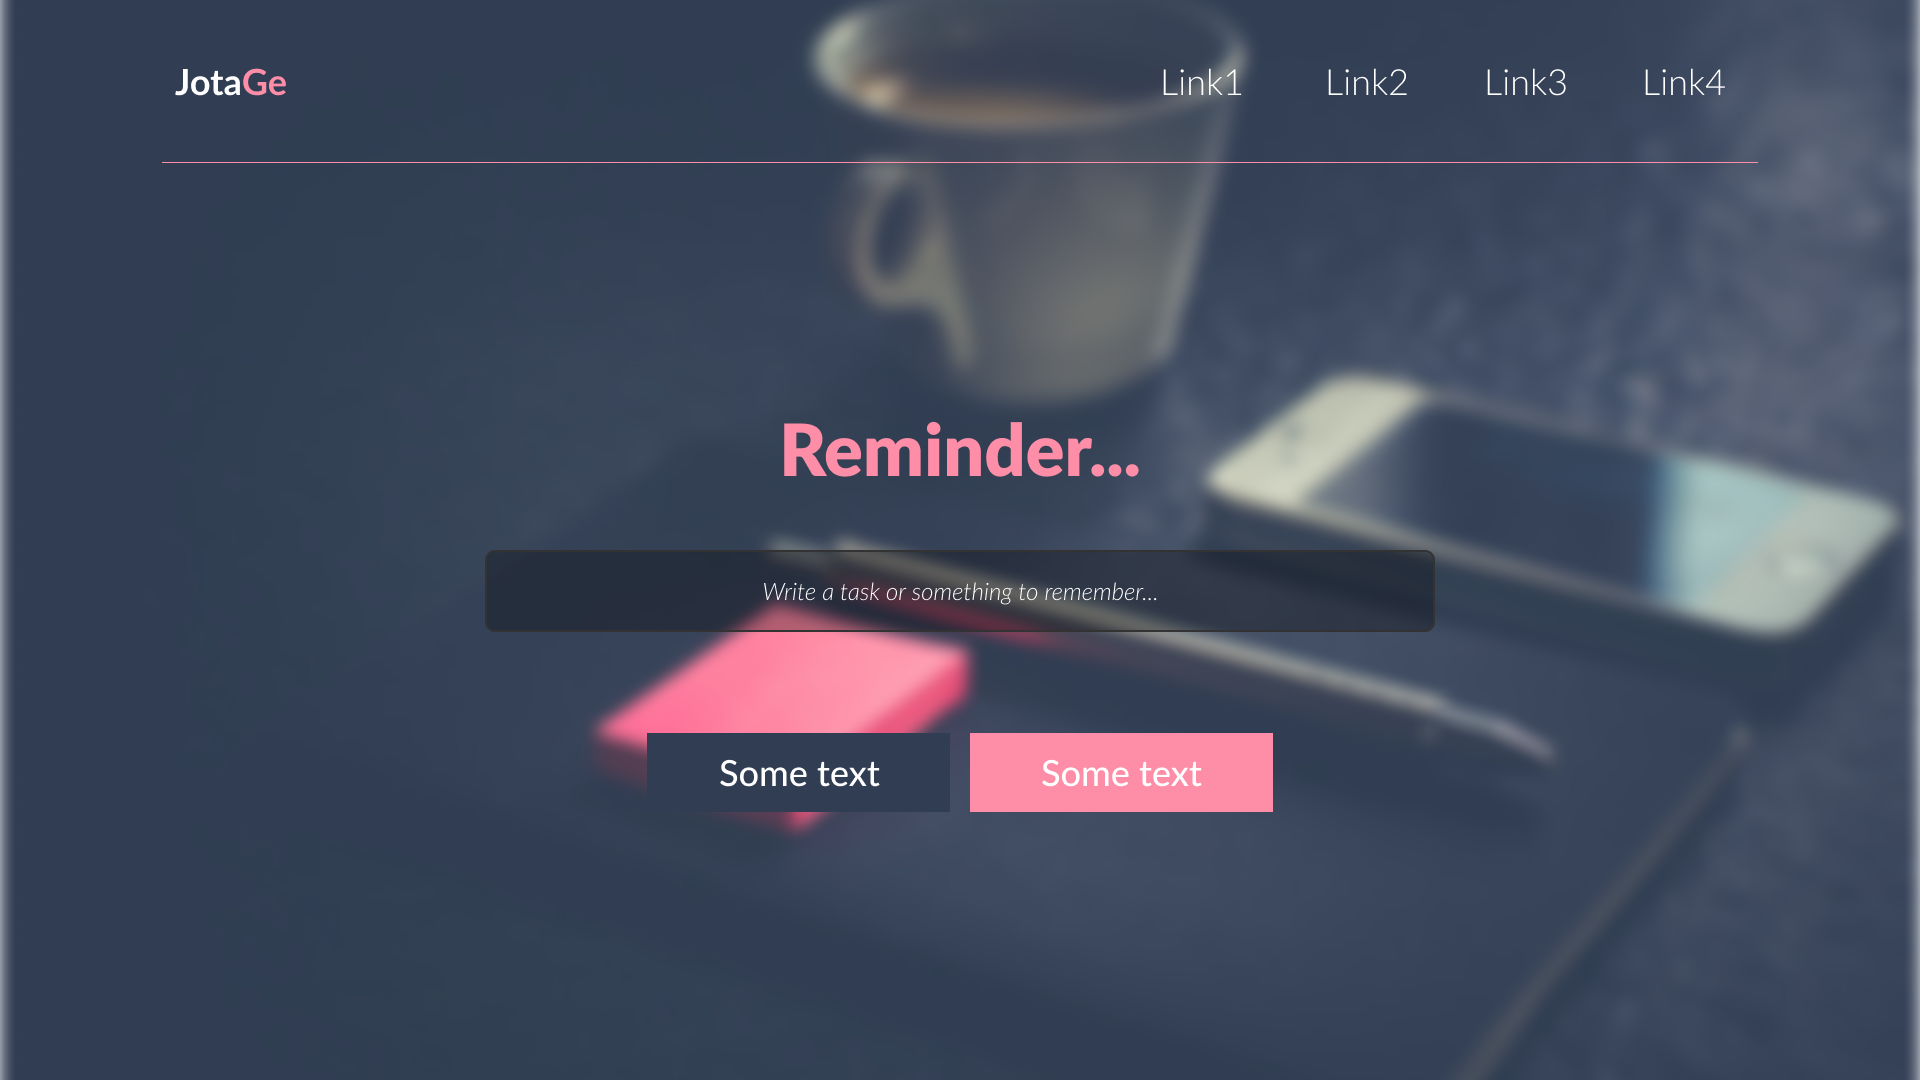 JotaGe
Link1 Link2 Link3 Link4
Reminder...
Write a task or something to remember...
Some text Some text